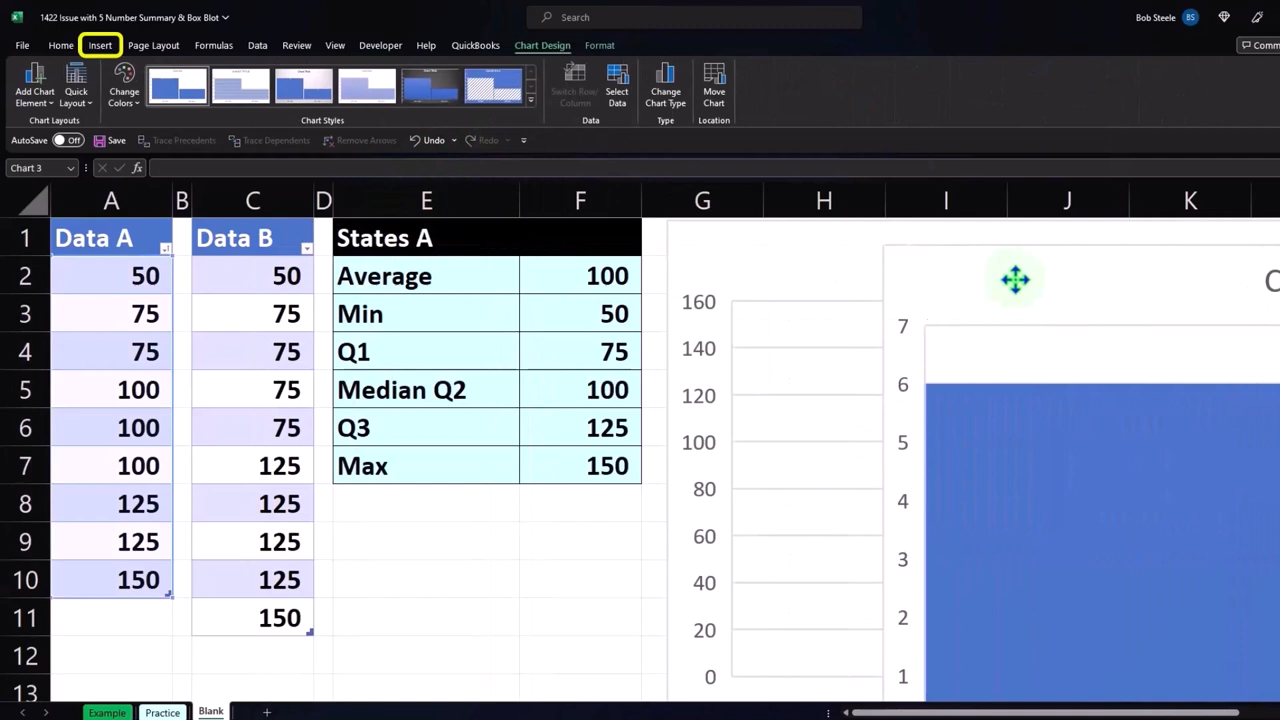 1422 Issue with 5 Number Summary & Box Blot
Search
Bob Steele
BS
File Home Insert Page Layout Formulas Data Review View Developer Help QuickBooks Chart Design Format
Add Chart Element
Quick Layout
Change Colors
Switch Row/ Column
Select Data
Change Chart Type
Move Chart
Chart Layouts Chart Styles Data Type Location
AutoSave Off Save Trace Precedents Trace Dependents Remove Arrows Undo Redo
Chart 3 fx
A B C D E F G H I J K
1 Data A Data B States A
2 50 50 Average 100
3 75 75 Min 50
4 75 75 Q1 75
5 100 75 Median Q2 100
6 100 75 Q3 125
7 100 125 Max 150
8 125 125
9 125 125
10 150 125
11 150
12
13
160
140
120
100
80
60
40
20
0
7
6
5
4
3
2
1
Example Practice Blank +